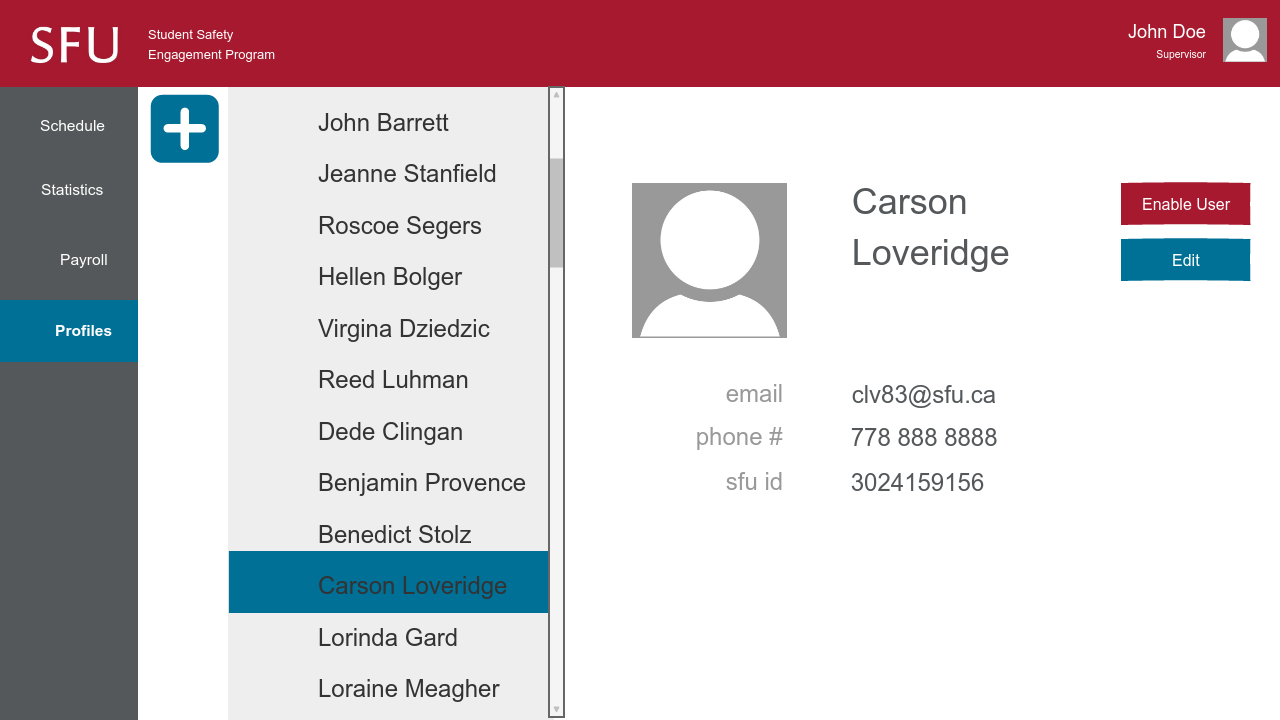 SFU
Student Safety
Engagement Program
John Doe
Supervisor
Schedule
Statistics
Payroll
Profiles
John Barrett
Jeanne Stanfield
Roscoe Segers
Hellen Bolger
Virgina Dziedzic
Reed Luhman
Dede Clingan
Benjamin Provence
Benedict Stolz
Carson Loveridge
Lorinda Gard
Loraine Meagher
Carson
Loveridge
Enable User
Edit
email clv83@sfu.ca
phone # 778 888 8888
sfu id 3024159156